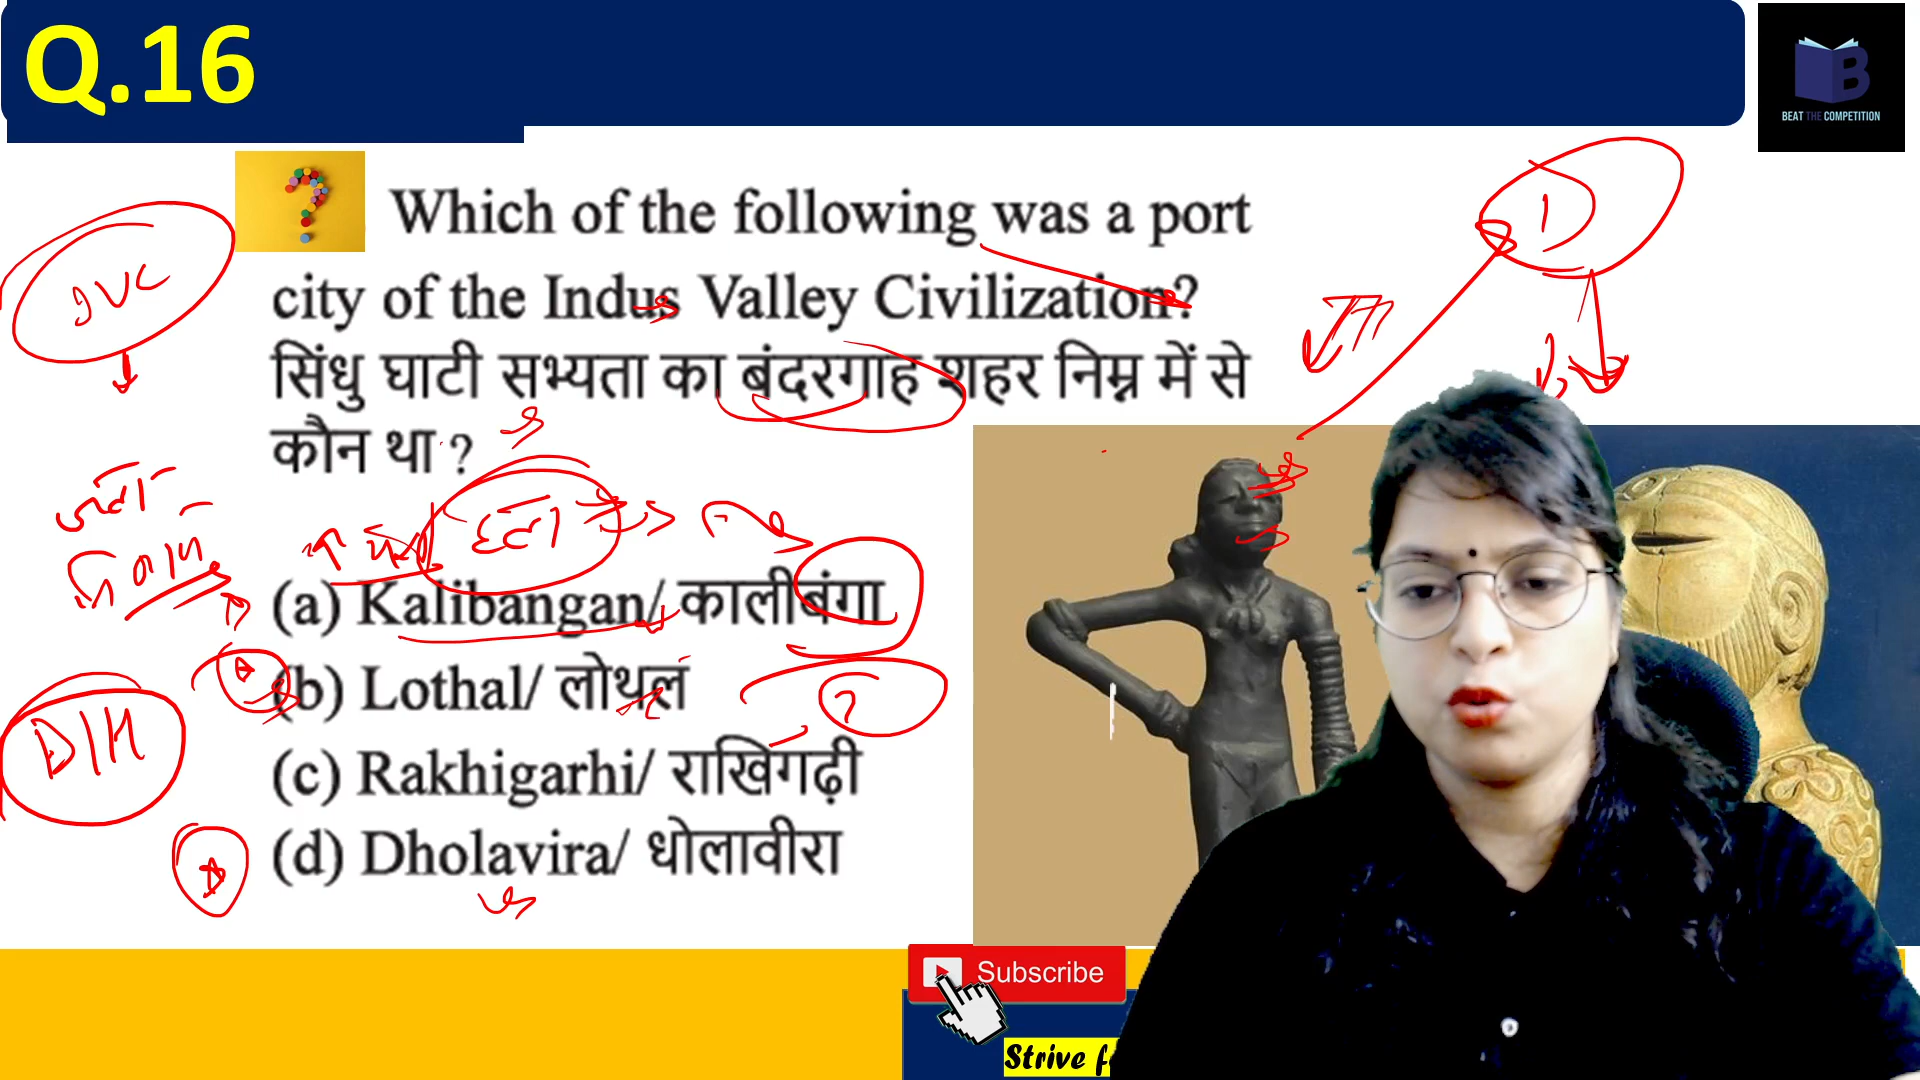 Q.16
BEAT THE COMPETITION
Which of the following was a port
city of the Indus Valley Civilization?
सिंधु घाटी सभ्यता का बंदरगाह शहर निम्न में से
कौन था ?
IVC
(a) Kalibangan/ कालीबंगा
(b) Lothal/ लोथल
(c) Rakhigarhi/ राखिगढ़ी
(d) Dholavira/ धोलावीरा
D/H
Subscribe
Strive f